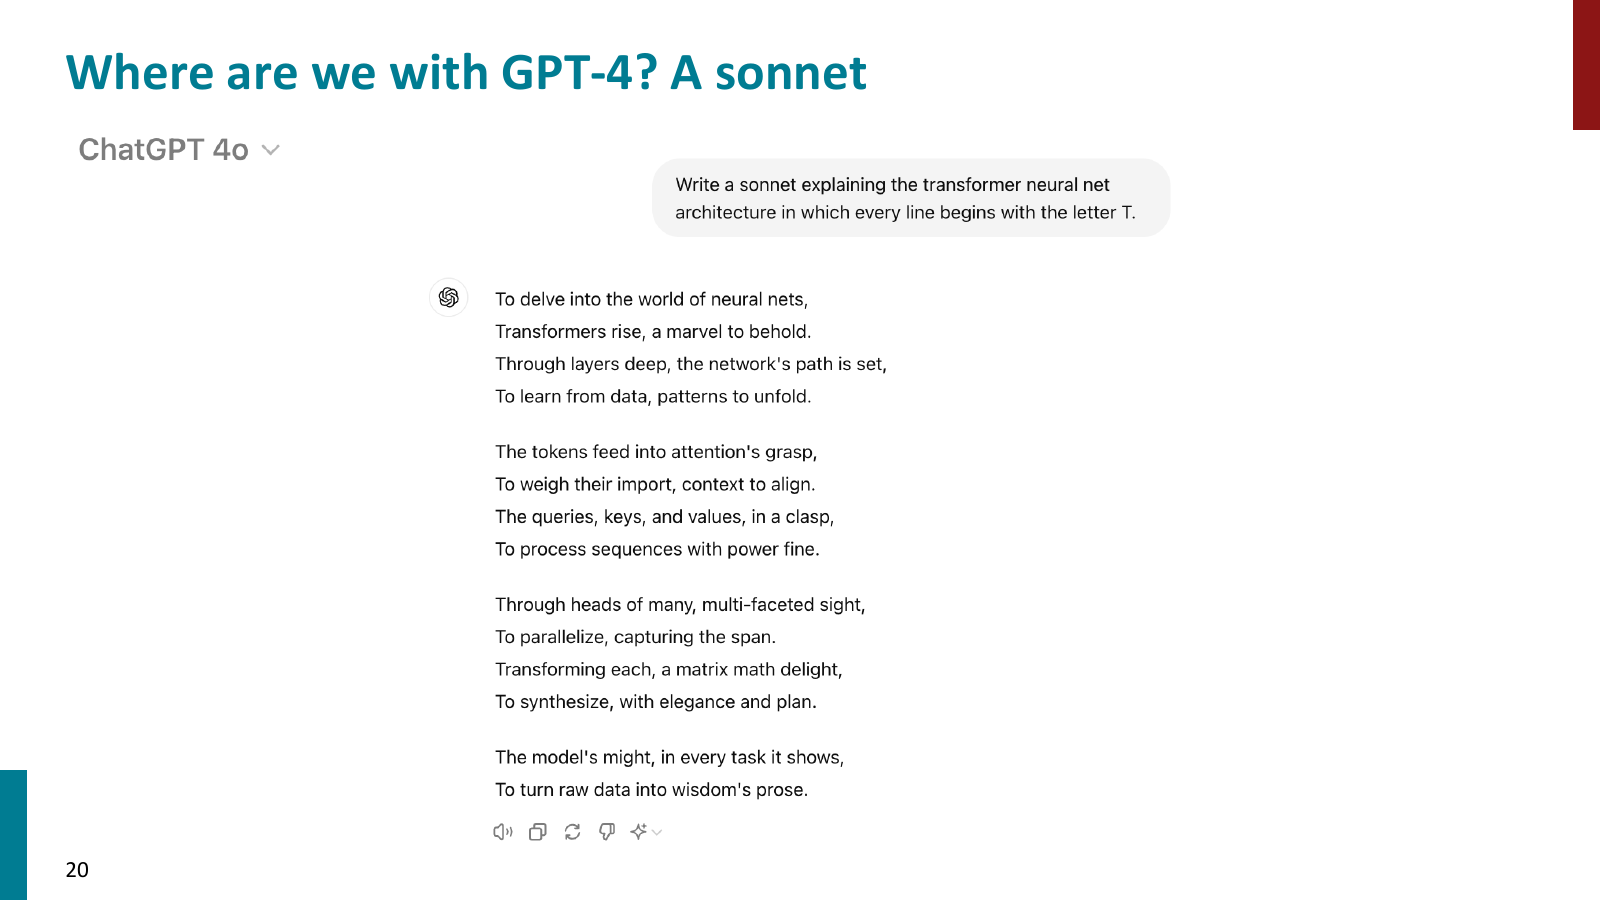 Where are we with GPT-4? A sonnet
ChatGPT 4o
Write a sonnet explaining the transformer neural net
architecture in which every line begins with the letter T.
To delve into the world of neural nets,
Transformers rise, a marvel to behold.
Through layers deep, the network's path is set,
To learn from data, patterns to unfold.
The tokens feed into attention's grasp,
To weigh their import, context to align.
The queries, keys, and values, in a clasp,
To process sequences with power fine.
Through heads of many, multi-faceted sight,
To parallelize, capturing the span.
Transforming each, a matrix math delight,
To synthesize, with elegance and plan.
The model's might, in every task it shows,
To turn raw data into wisdom's prose.
20